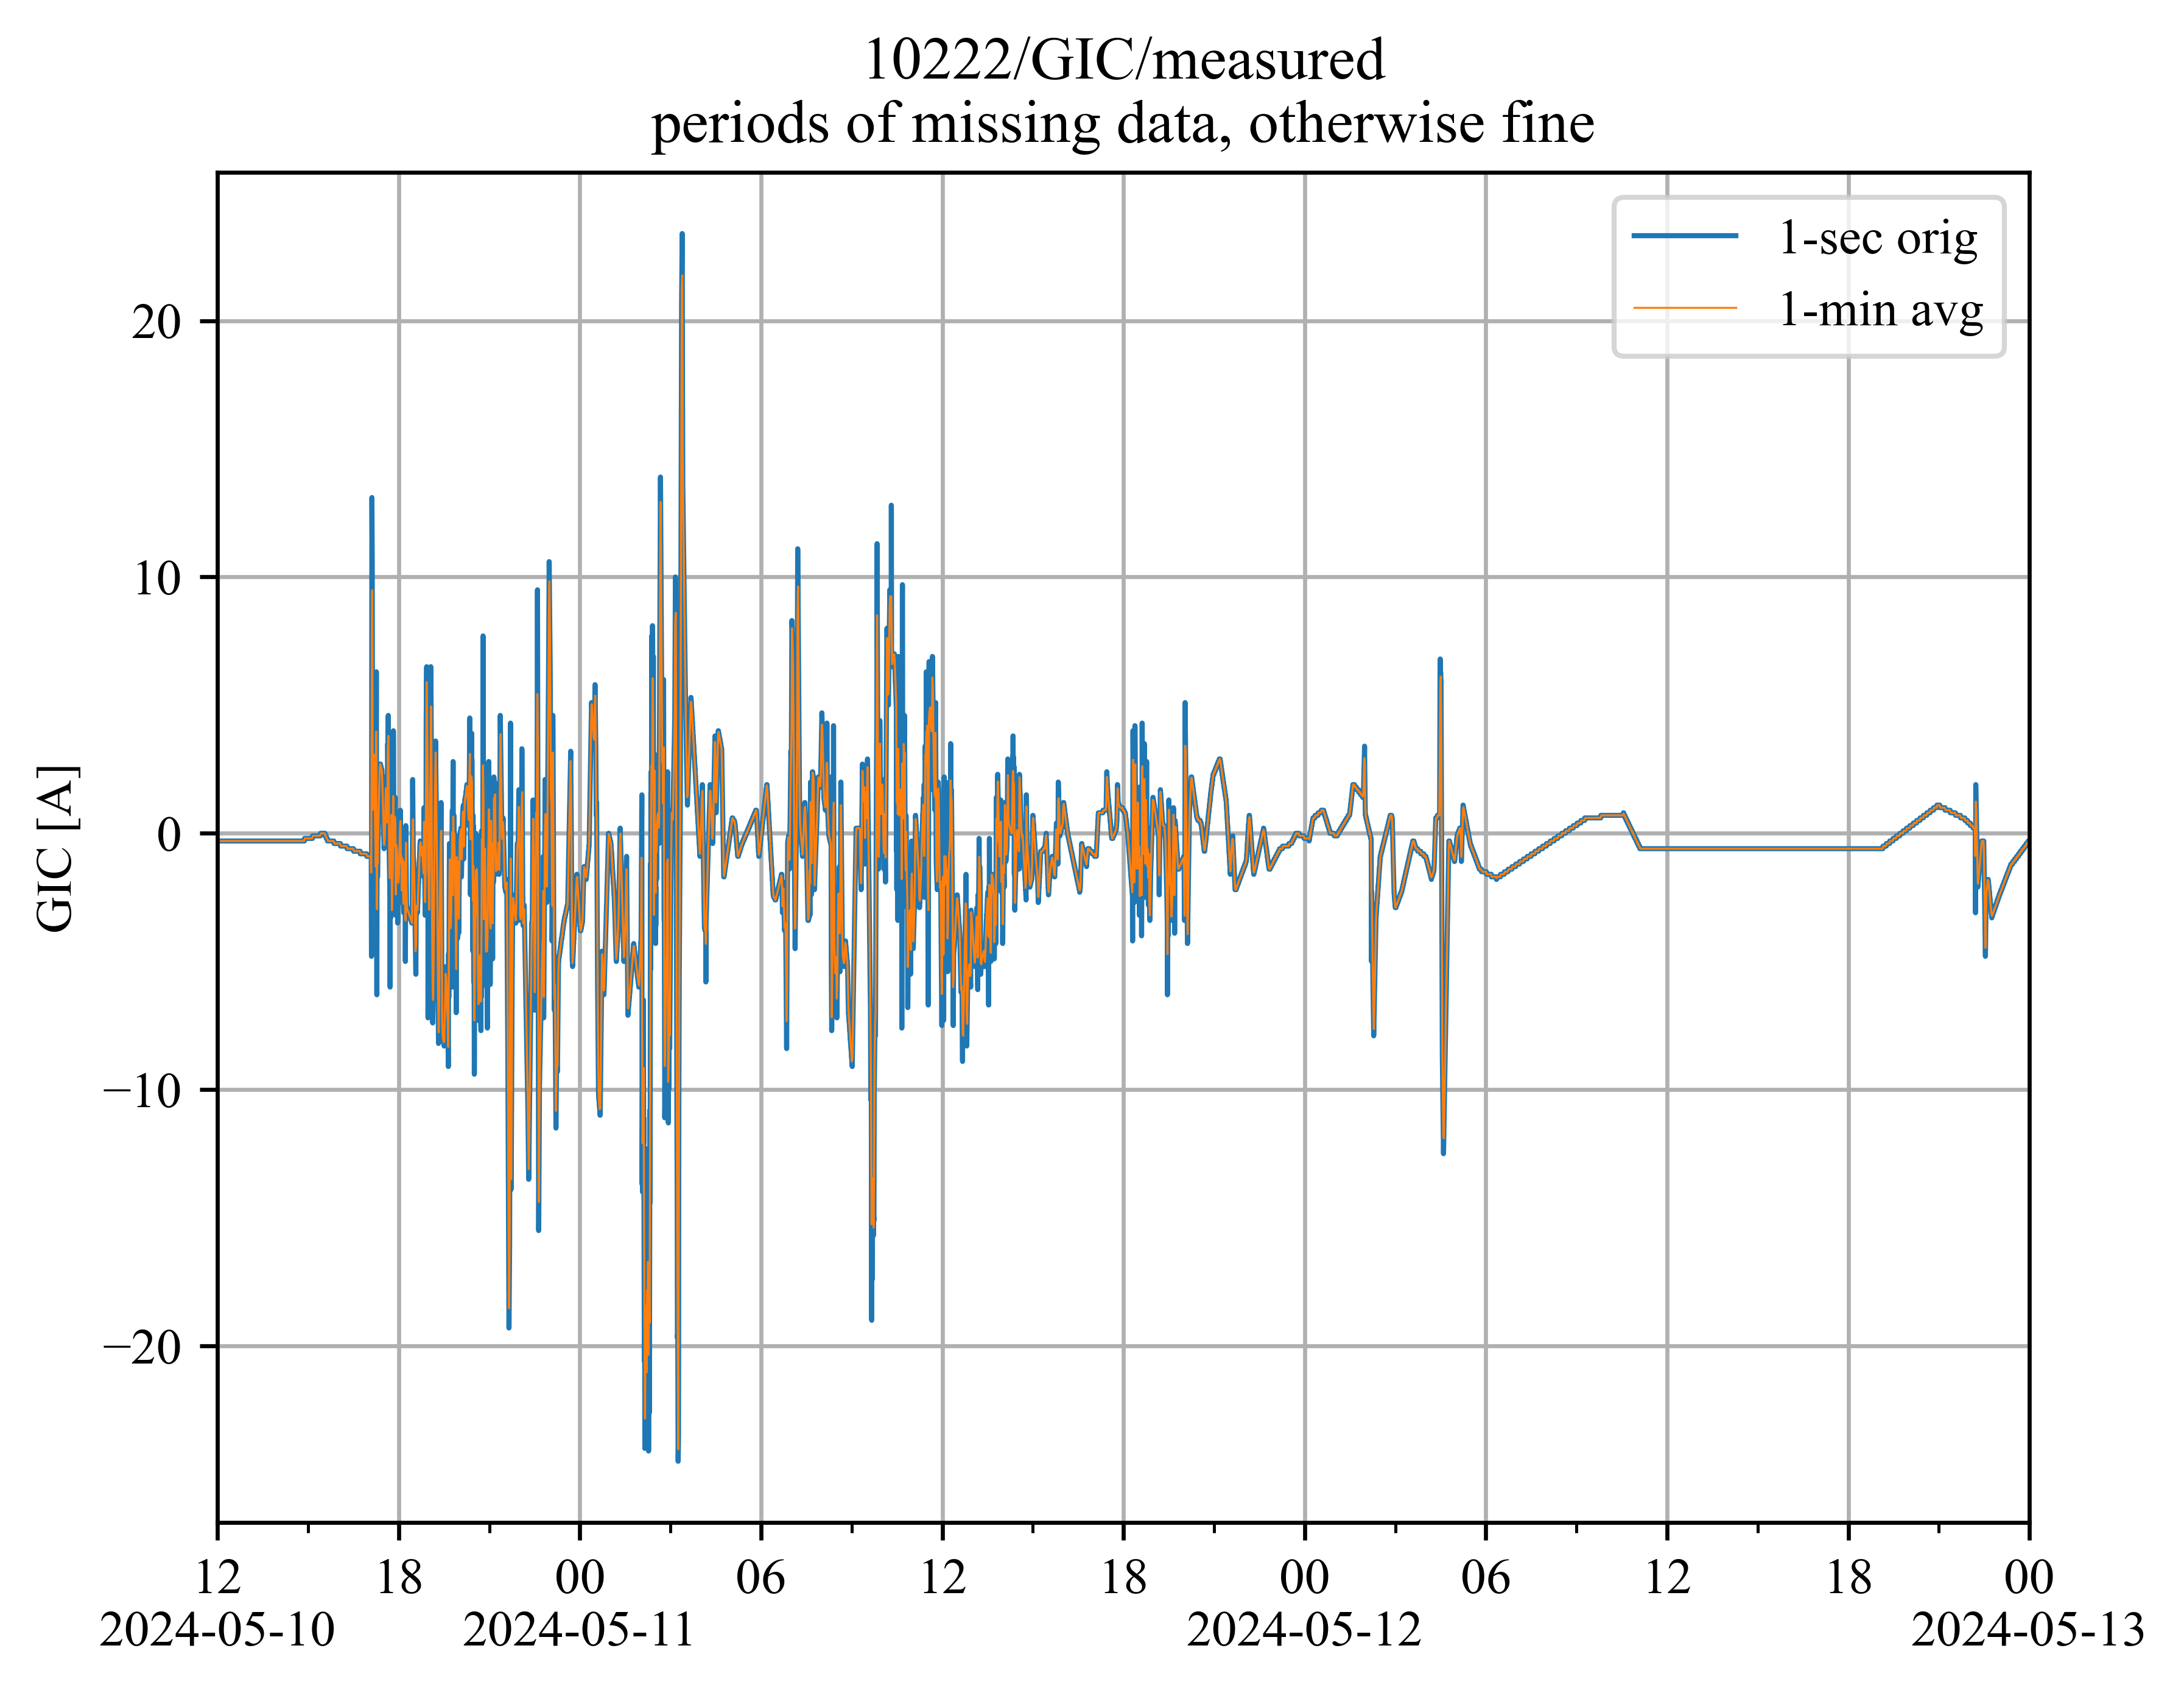 10222/GIC/measured
periods of missing data, otherwise fine
1-sec orig
1-min avg
GIC [A]
20
10
0
−10
−20
12 18 00 06 12 18 00 06 12 18 00
2024-05-10 2024-05-11 2024-05-12 2024-05-13